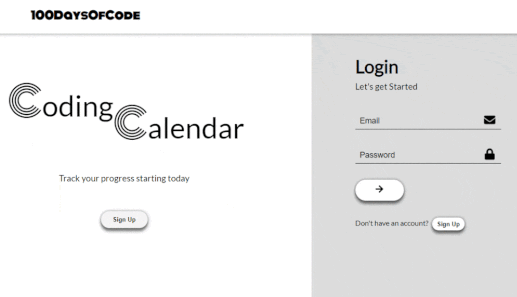 100DaysOfCode
Coding
Calendar
Track your progress starting today
Sign Up
Login
Let's get Started
Email
Password
Don't have an account? Sign Up